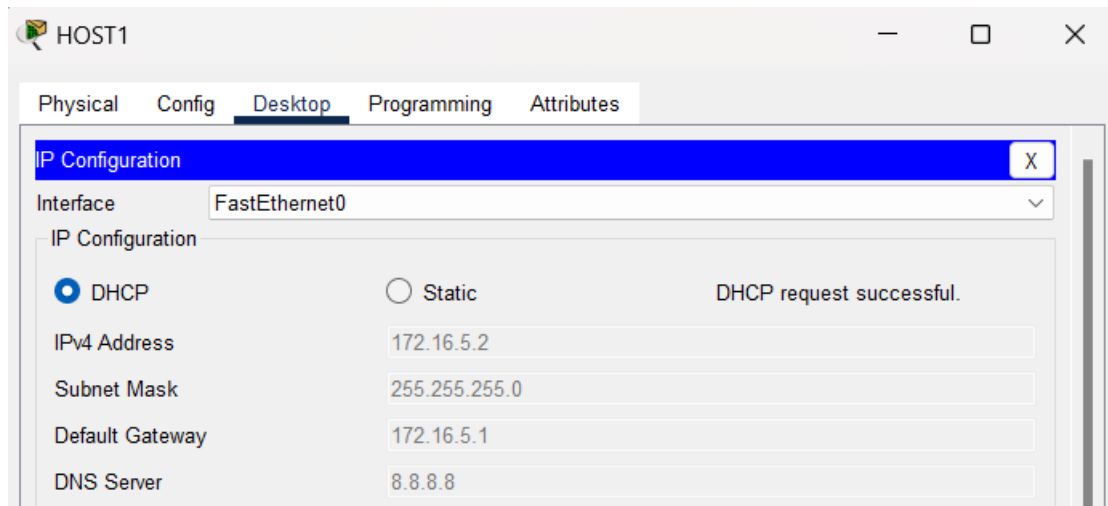 HOST1
Physical Config Desktop Programming Attributes
IP Configuration X
Interface FastEthernet0
IP Configuration
DHCP Static DHCP request successful.
IPv4 Address 172.16.5.2
Subnet Mask 255.255.255.0
Default Gateway 172.16.5.1
DNS Server 8.8.8.8